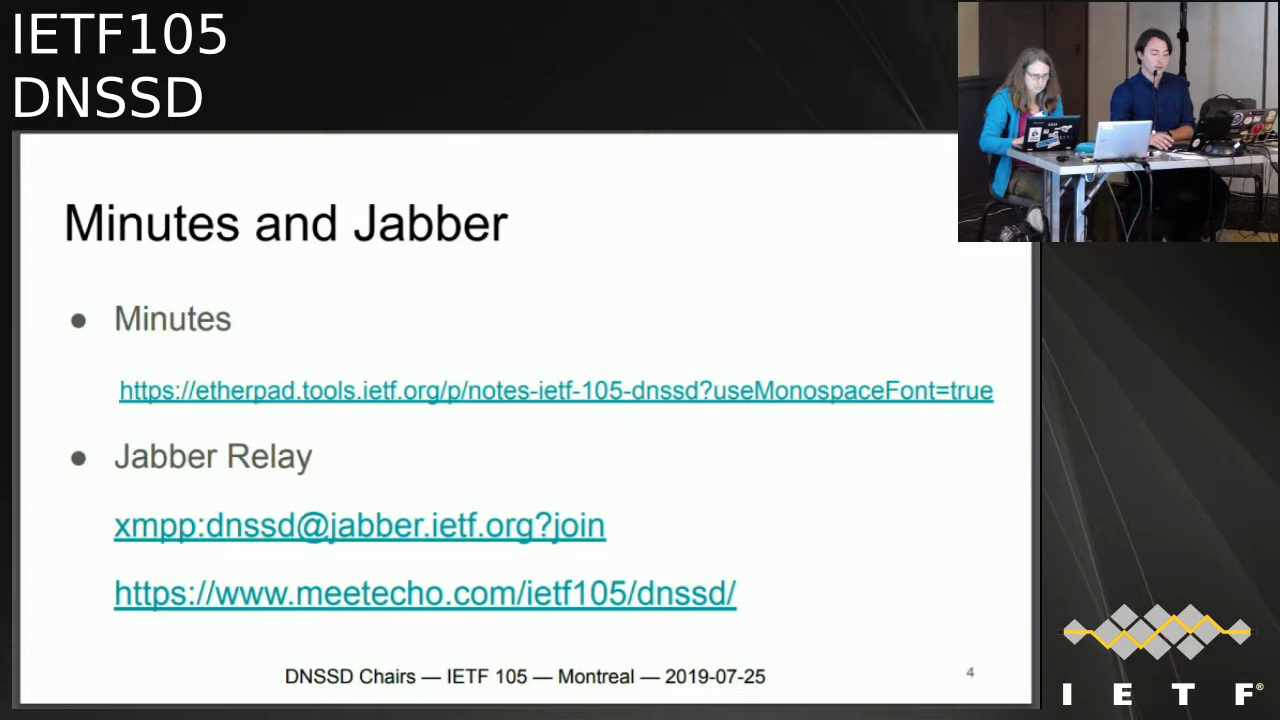 IETF105
DNSSD
Minutes and Jabber
● Minutes
https://etherpad.tools.ietf.org/p/notes-ietf-105-dnssd?useMonospaceFont=true
● Jabber Relay
xmpp:dnssd@jabber.ietf.org?join
https://www.meetecho.com/ietf105/dnssd/
DNSSD Chairs — IETF 105 — Montreal — 2019-07-25
4
I E T F®